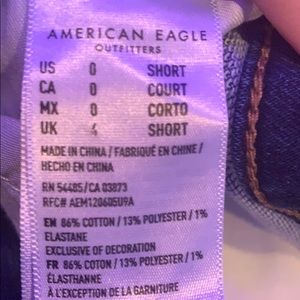 AMERICAN EAGLE
OUTFITTERS
US 0 SHORT
CA 0 COURT
MX 0 CORTO
UK 4 SHORT
MADE IN CHINA / FABRIQUÉ EN CHINE /
HECHO EN CHINA
RN 54485/CA 03873
RFC# AEM120605U9A
EN 86% COTTON / 13% POLYESTER / 1%
ELASTANE
EXCLUSIVE OF DECORATION
FR 86% COTON / 13% POLYESTER / 1%
ÉLASTHANNE
À L'EXCEPTION DE LA GARNITURE